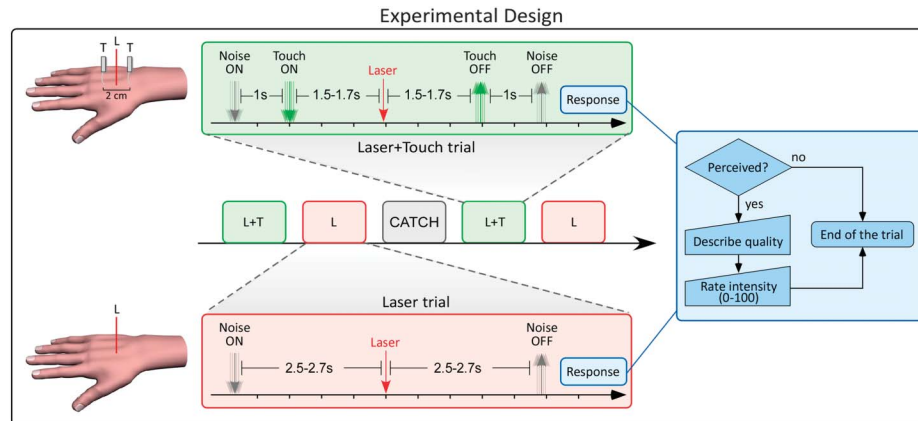 Experimental Design
L
T T
2 cm
Noise ON
Touch ON
Laser
Touch OFF
Noise OFF
1s
1.5-1.7s
1.5-1.7s
1s
Response
Laser+Touch trial
L+T
L
CATCH
L+T
L
Perceived?
no
yes
Describe quality
End of the trial
Rate intensity
(0-100)
L
Laser trial
Noise ON
Laser
Noise OFF
2.5-2.7s
2.5-2.7s
Response